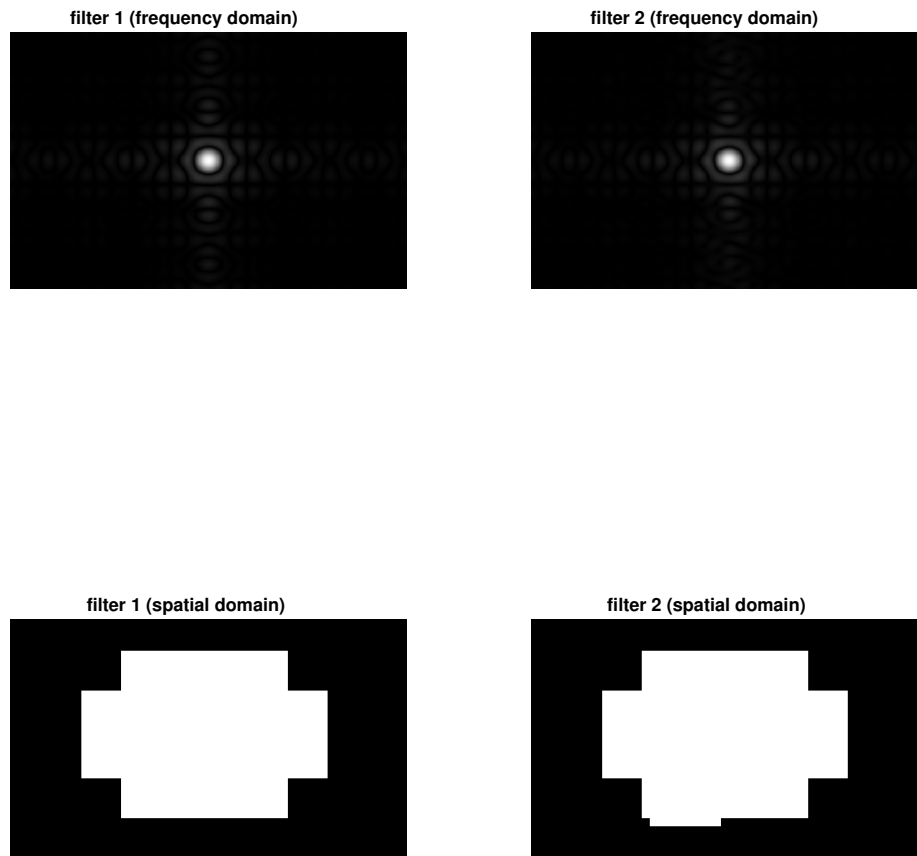 filter 1 (frequency domain)
filter 2 (frequency domain)
filter 1 (spatial domain)
filter 2 (spatial domain)